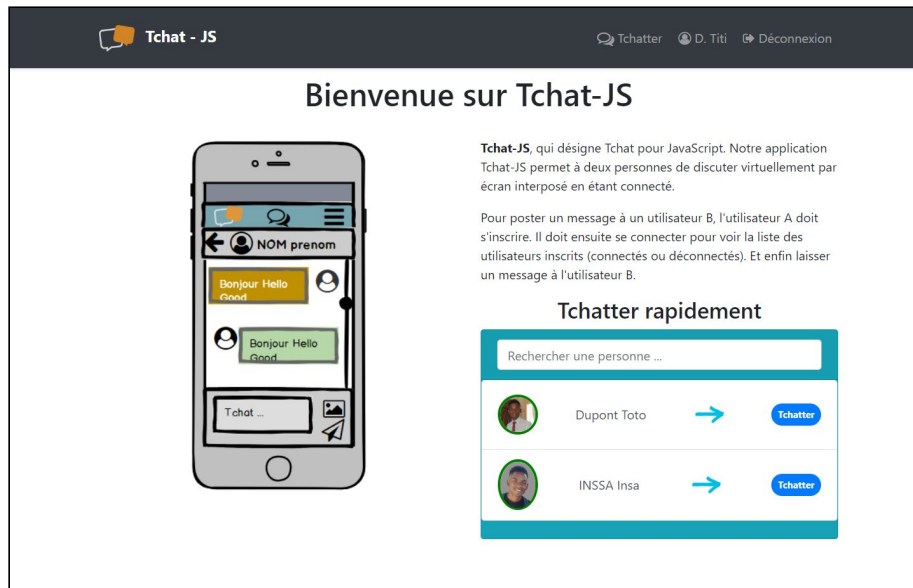 Tchat - JS
Tchatter
D. Titi
Déconnexion
Bienvenue sur Tchat-JS
NOM prenom
Bonjour Hello
Good
Bonjour Hello
Good
Tchat ...
Tchat-JS, qui désigne Tchat pour JavaScript. Notre application
Tchat-JS permet à deux personnes de discuter virtuellement par
écran interposé en étant connecté.
Pour poster un message à un utilisateur B, l'utilisateur A doit
s'inscrire. Il doit ensuite se connecter pour voir la liste des
utilisateurs inscrits (connectés ou déconnectés). Et enfin laisser
un message à l'utilisateur B.
Tchatter rapidement
Rechercher une personne ...
Dupont Toto
Tchatter
INSSA Insa
Tchatter